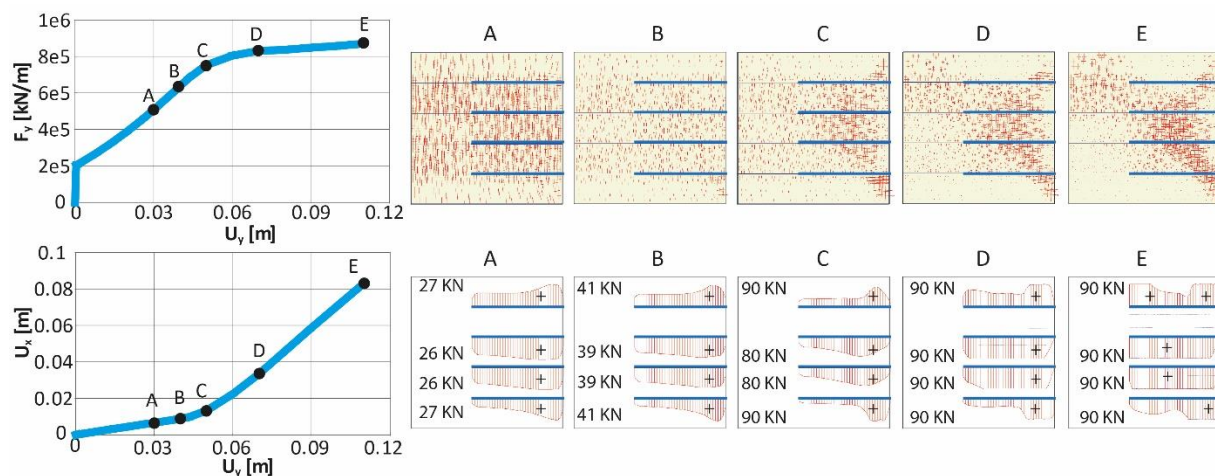 1e6
8e5
6e5
4e5
2e5
0
F_y [kN/m]
A
B
C
D
E
0 0.03 0.06 0.09 0.12
U_y [m]
A B C D E
0.1
0.08
0.06
0.04
0.02
0
U_x [m]
A
B
C
D
E
0 0.03 0.06 0.09 0.12
U_y [m]
A B C D E
27 KN 41 KN 90 KN 90 KN 90 KN
26 KN 39 KN 80 KN 90 KN 90 KN
26 KN 39 KN 80 KN 90 KN 90 KN
27 KN 41 KN 90 KN 90 KN 90 KN